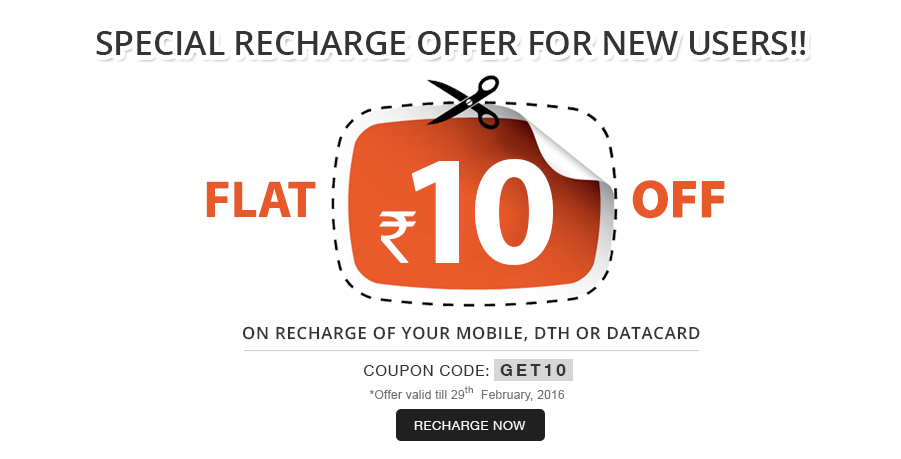 SPECIAL RECHARGE OFFER FOR NEW USERS!!
FLAT ₹10 OFF
ON RECHARGE OF YOUR MOBILE, DTH OR DATACARD
COUPON CODE: GET10
*Offer valid till 29th February, 2016
RECHARGE NOW